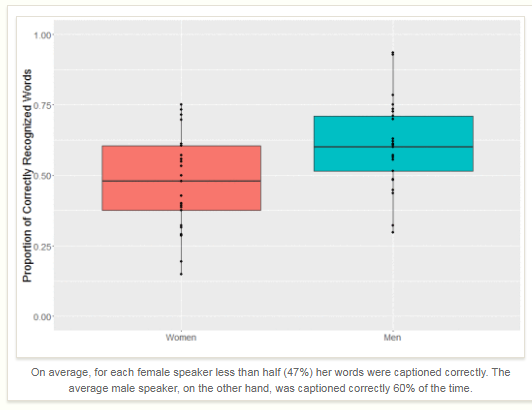 1.00
0.75
0.50
0.25
0.00
Proportion of Correctly Recognized Words
Women
Men
On average, for each female speaker less than half (47%) her words were captioned correctly. The
average male speaker, on the other hand, was captioned correctly 60% of the time.